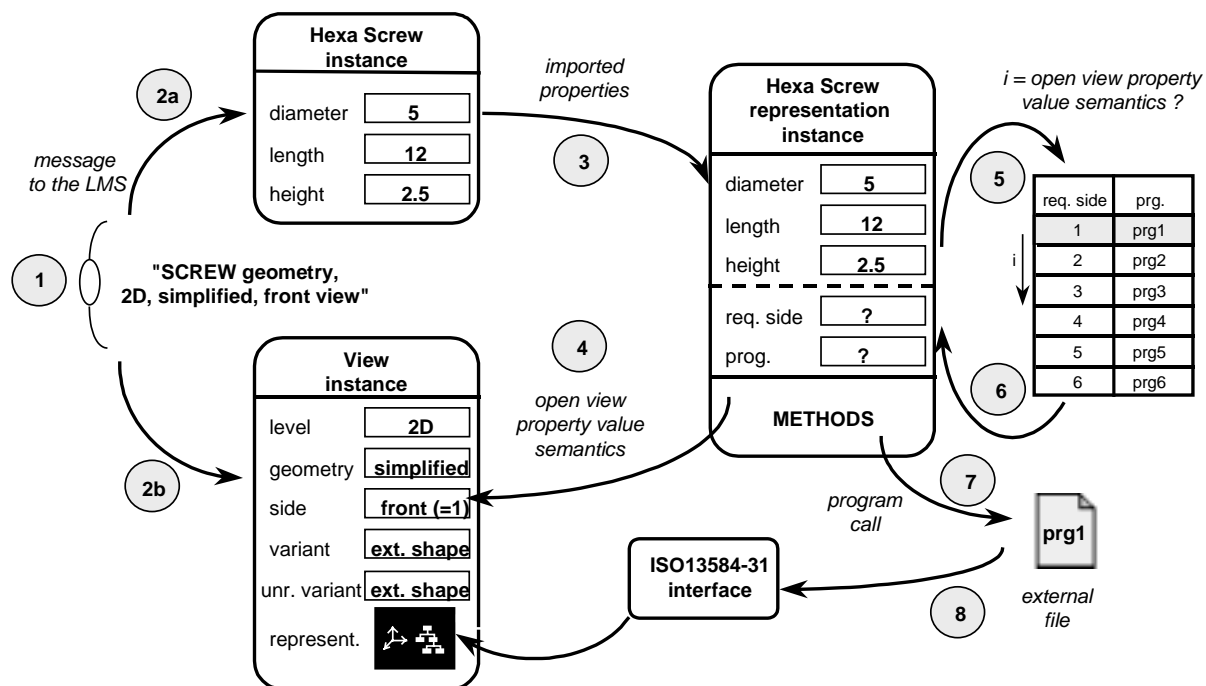 Hexa Screw
instance
diameter 5
length 12
height 2.5
2a
message
to the LMS
1
"SCREW geometry,
2D, simplified, front view"
2b
View
instance
level 2D
geometry simplified
side front (=1)
variant ext. shape
unr. variant ext. shape
represent.
imported
properties
3
4
open view
property value
semantics
Hexa Screw
representation
instance
diameter 5
length 12
height 2.5
req. side ?
prog. ?
METHODS
i = open view property
value semantics ?
5
req. side prg.
1 prg1
2 prg2
3 prg3
4 prg4
5 prg5
6 prg6
i
6
7
program
call
prg1
external
file
8
ISO13584-31
interface